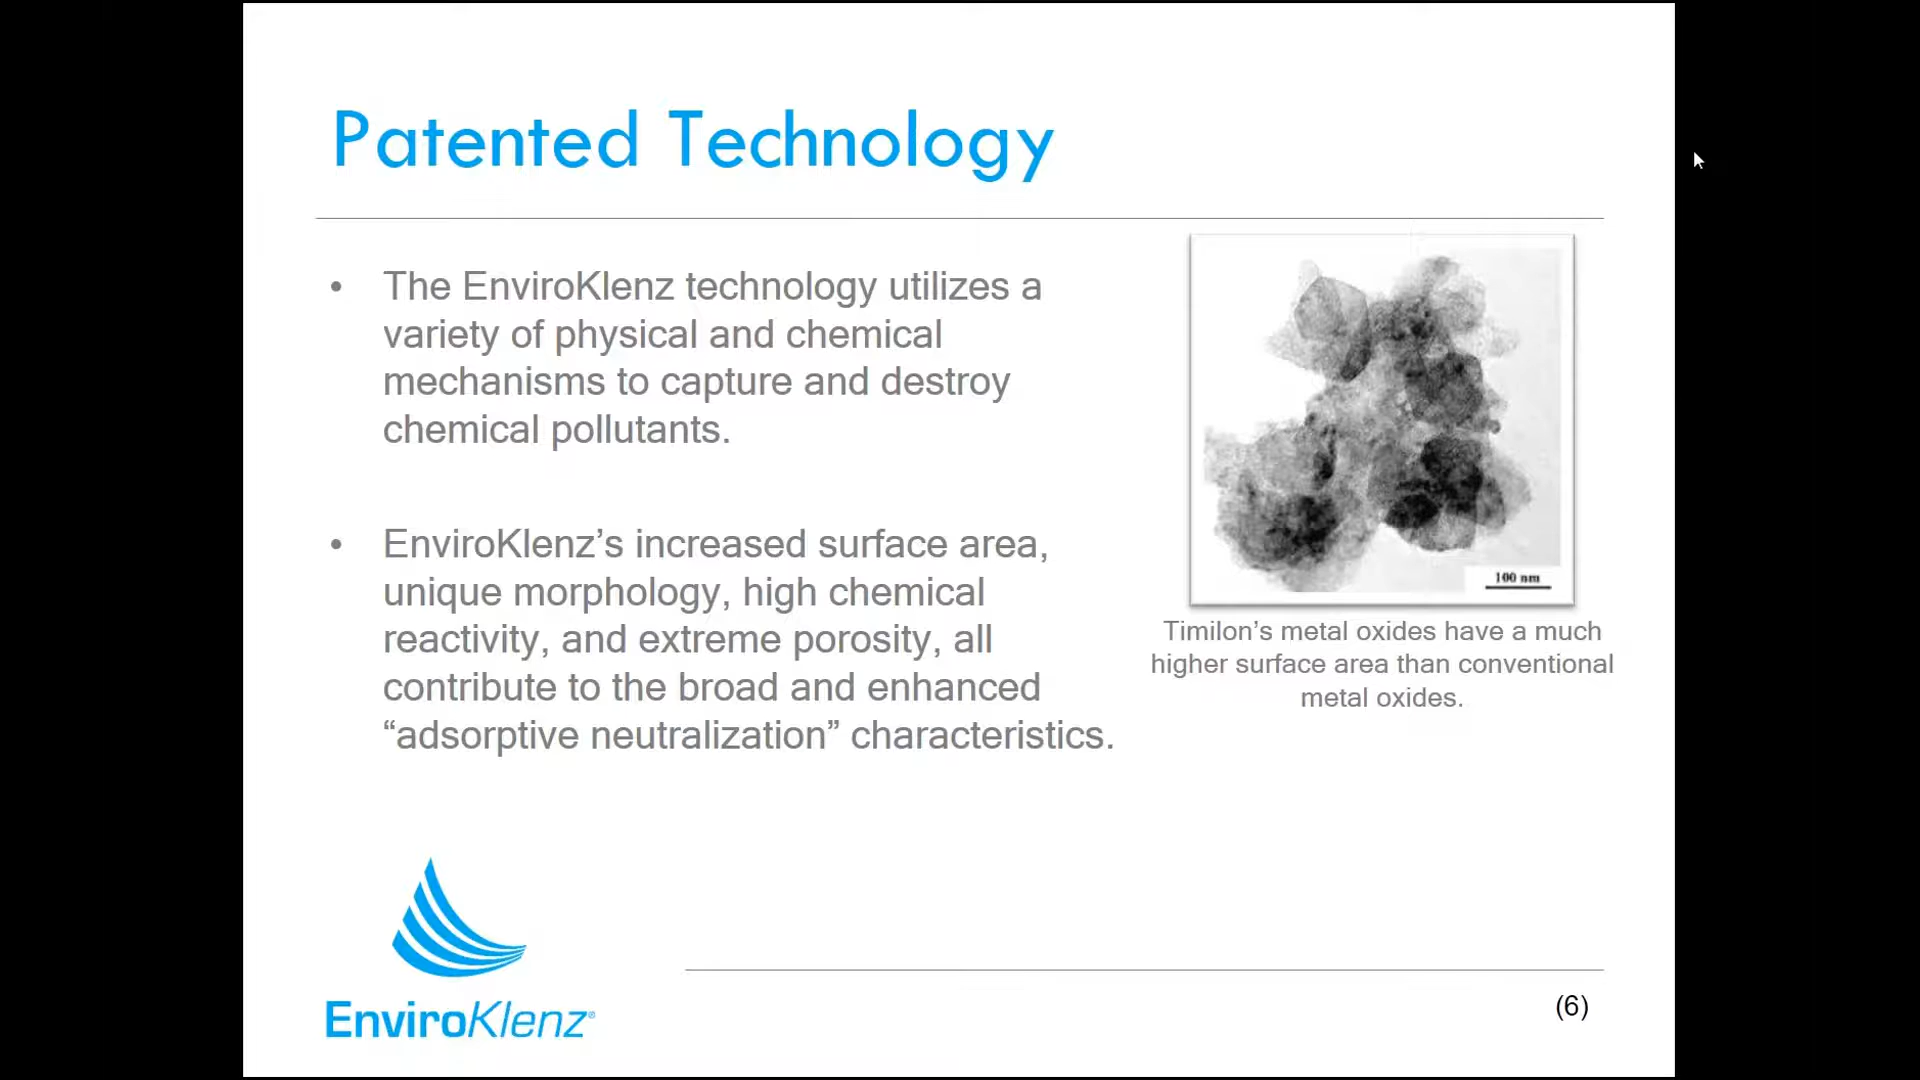 Patented Technology
• The EnviroKlenz technology utilizes a
variety of physical and chemical
mechanisms to capture and destroy
chemical pollutants.
• EnviroKlenz’s increased surface area,
unique morphology, high chemical
reactivity, and extreme porosity, all
contribute to the broad and enhanced
“adsorptive neutralization” characteristics.
100 nm
Timilon’s metal oxides have a much
higher surface area than conventional
metal oxides.
EnviroKlenz®
(6)